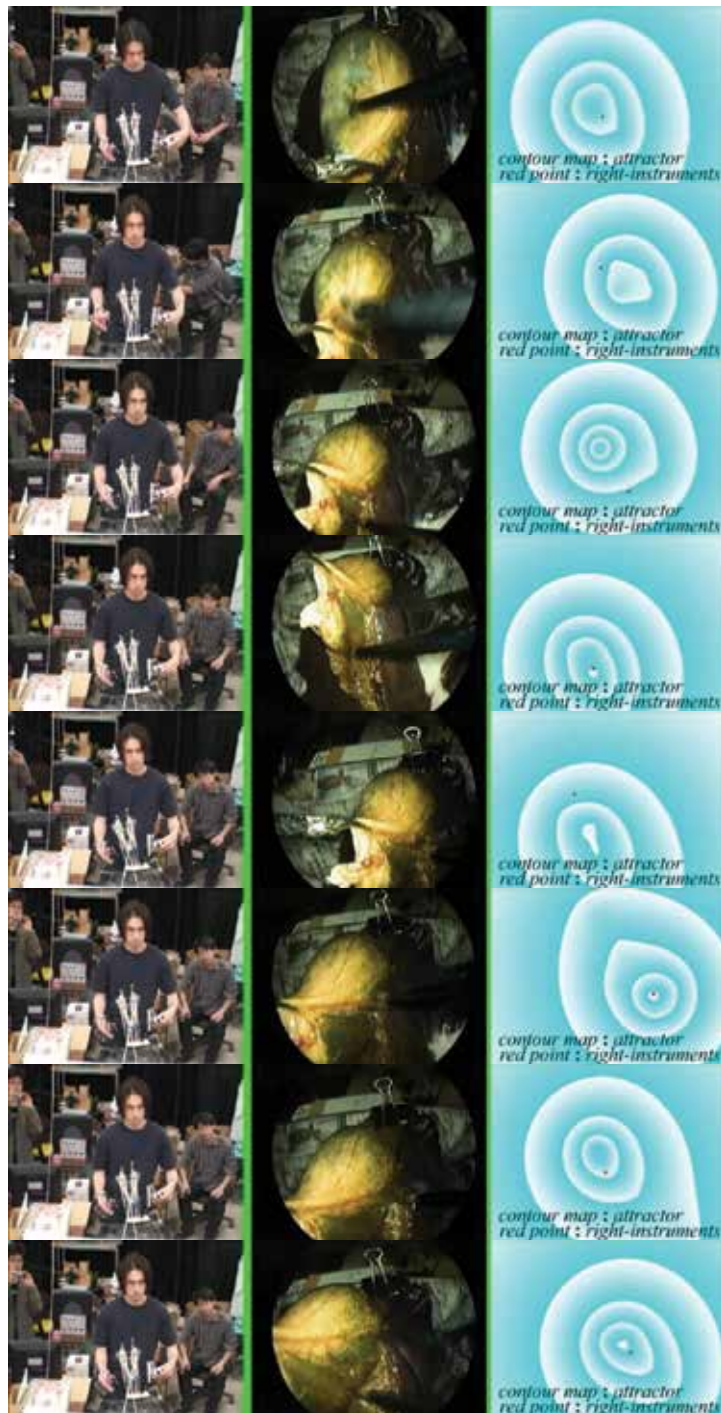 contour map : attractor
red point : right-instruments
contour map : attractor
red point : right-instruments
contour map : attractor
red point : right-instruments
contour map : attractor
red point : right-instruments
contour map : attractor
red point : right-instruments
contour map : attractor
red point : right-instruments
contour map : attractor
red point : right-instruments
contour map : attractor
red point : right-instruments